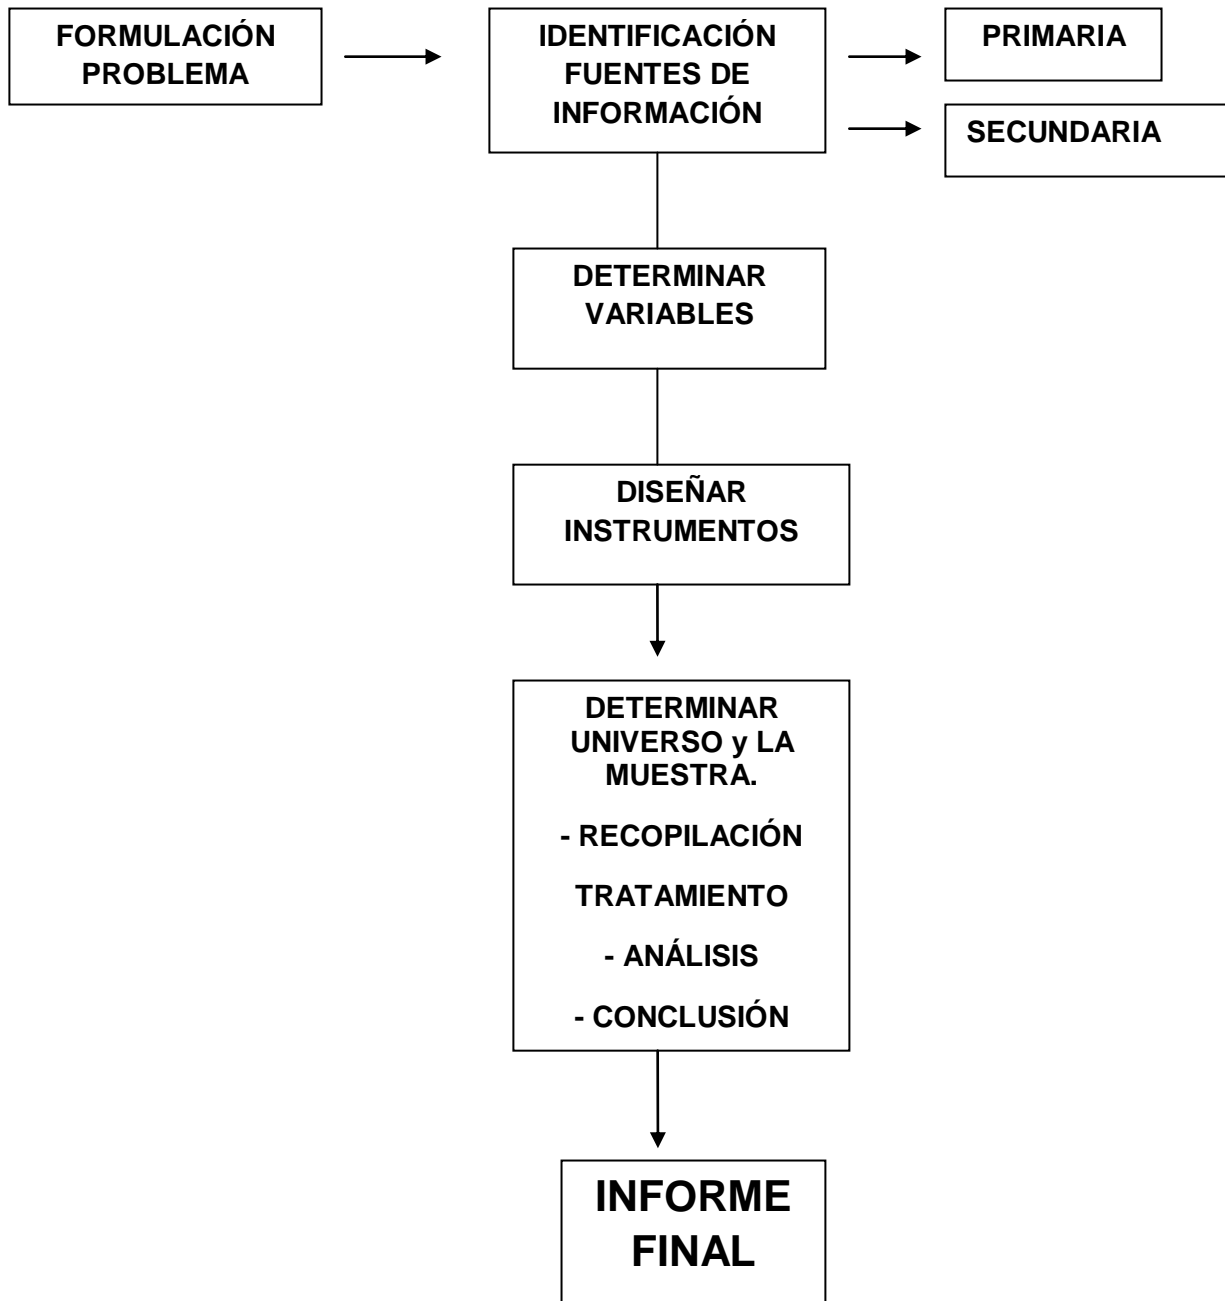 FORMULACIÓN
PROBLEMA
IDENTIFICACIÓN
FUENTES DE
INFORMACIÓN
PRIMARIA
SECUNDARIA
DETERMINAR
VARIABLES
DISEÑAR
INSTRUMENTOS
DETERMINAR
UNIVERSO y LA
MUESTRA.
- RECOPILACIÓN
TRATAMIENTO
- ANÁLISIS
- CONCLUSIÓN
INFORME
FINAL